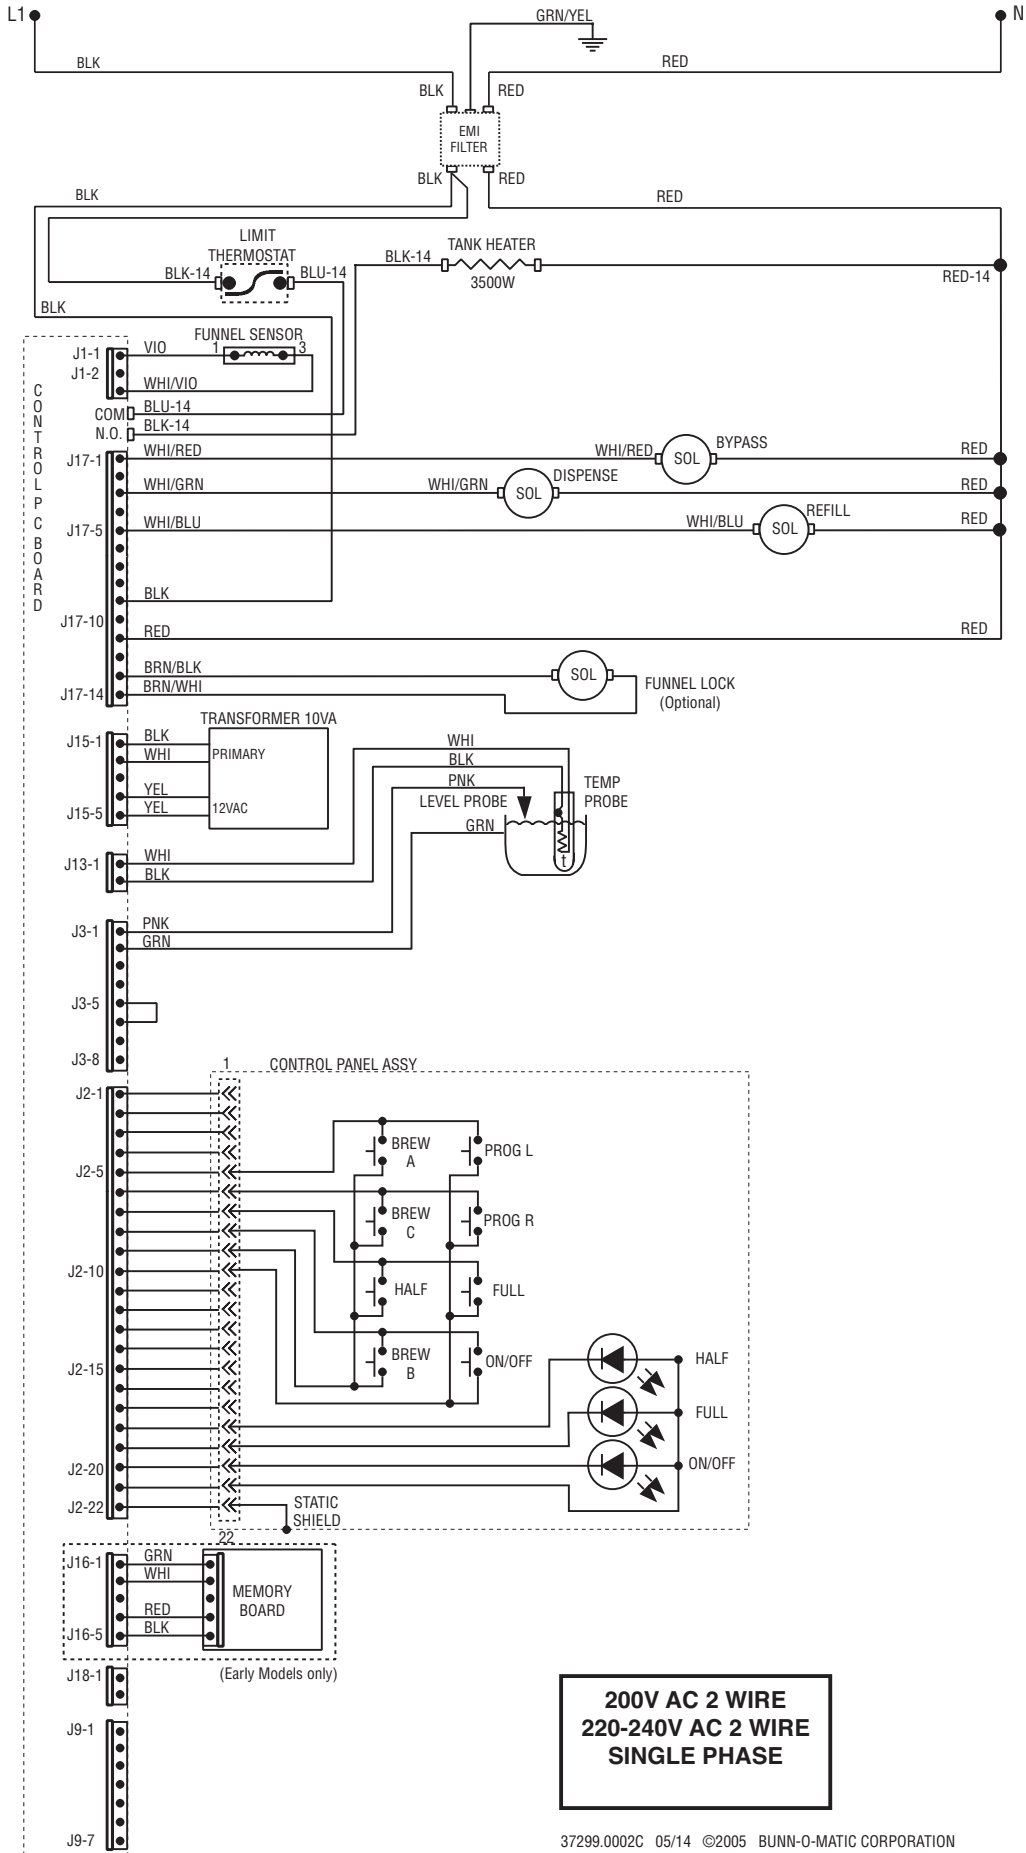 L1
GRN/YEL
N
BLK
RED
BLK
RED
EMI
FILTER
BLK
RED
BLK
RED
LIMIT
THERMOSTAT
TANK HEATER
BLK-14
3500W
BLK-14
BLU-14
RED-14
BLK
FUNNEL SENSOR
1
3
J1-1
VIO
J1-2
WHI/VIO
CONTROL P C BOARD
COM
BLU-14
N.O.
BLK-14
J17-1
WHI/RED
WHI/RED
SOL
BYPASS
RED
WHI/GRN
WHI/GRN
SOL
DISPENSE
RED
J17-5
WHI/BLU
WHI/BLU
SOL
REFILL
RED
BLK
J17-10
RED
RED
BRN/BLK
SOL
FUNNEL LOCK
(Optional)
J17-14
BRN/WHI
TRANSFORMER 10VA
J15-1
BLK
WHI
PRIMARY
YEL
J15-5
YEL
12VAC
WHI
BLK
PNK
LEVEL PROBE
TEMP
PROBE
GRN
t
J13-1
WHI
BLK
J3-1
PNK
GRN
J3-5
J3-8
1
CONTROL PANEL ASSY
J2-1
BREW
A
PROG L
J2-5
BREW
C
PROG R
J2-10
HALF
FULL
BREW
B
ON/OFF
HALF
J2-15
FULL
ON/OFF
J2-20
J2-22
STATIC
SHIELD
22
J16-1
GRN
WHI
MEMORY
BOARD
RED
J16-5
BLK
(Early Models only)
J18-1
J9-1
J9-7
200V AC 2 WIRE
220-240V AC 2 WIRE
SINGLE PHASE
37299.0002C 05/14 ©2005 BUNN-O-MATIC CORPORATION